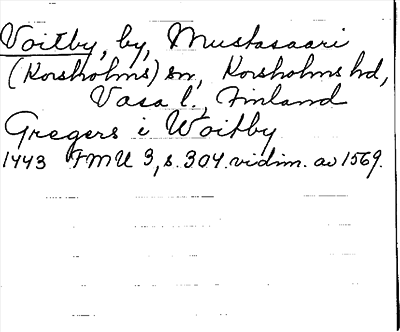 Voitby, by, Mustasaari
(Korsholms) sn, Korsholms hd,
Vasa l., Finland
Gregers i Woitby
1443 FMU 3, s. 304. vidim. av 1569.